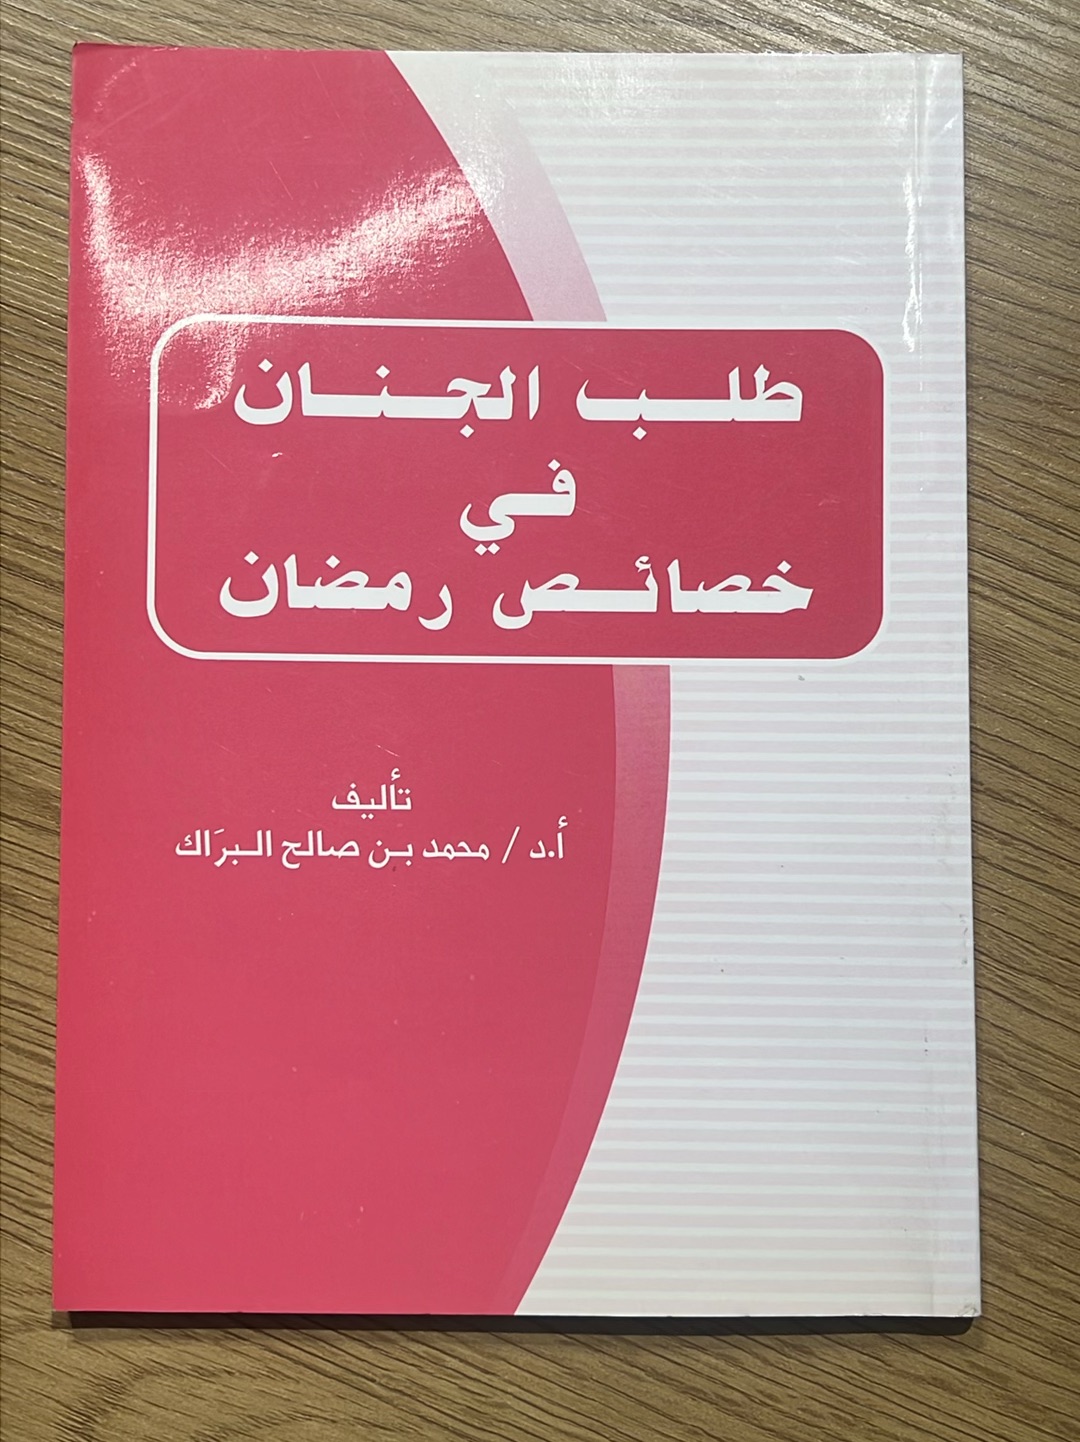 طلب الجنان
في
خصائص رمضان
تأليف
أ.د / محمد بن صالح البرَاك